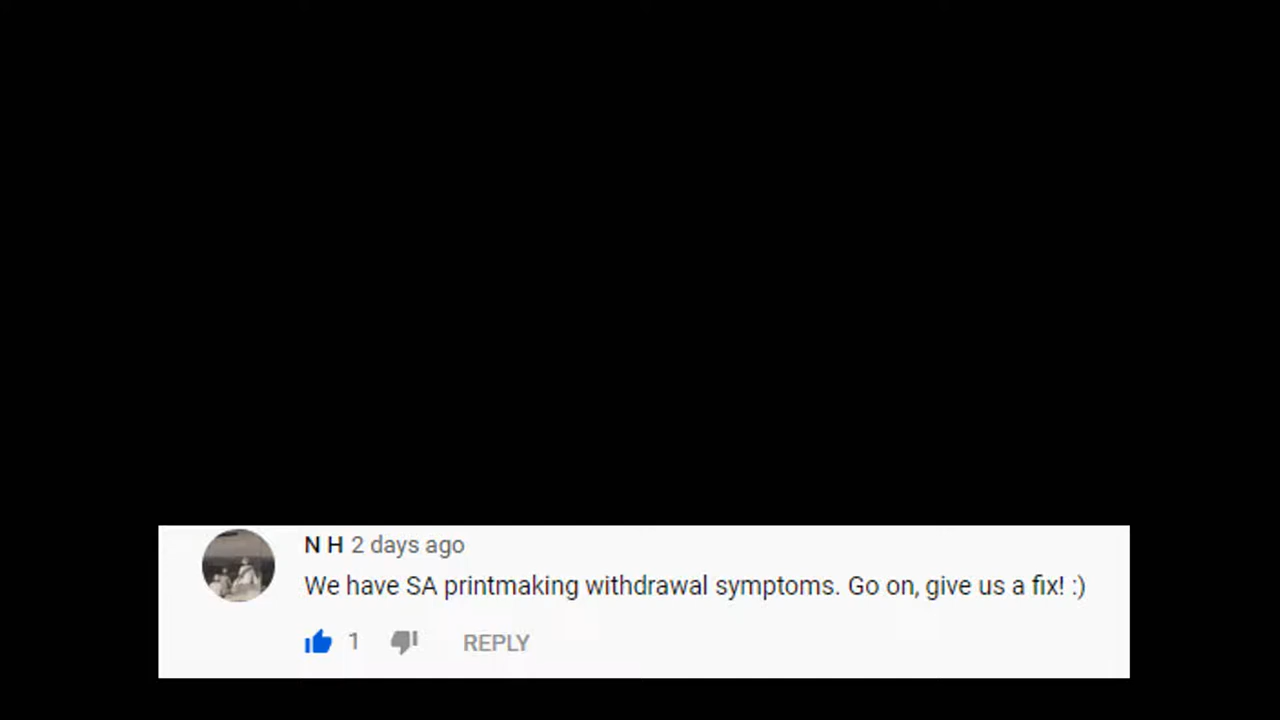 N H 2 days ago
We have SA printmaking withdrawal symptoms. Go on, give us a fix! :)
1 REPLY